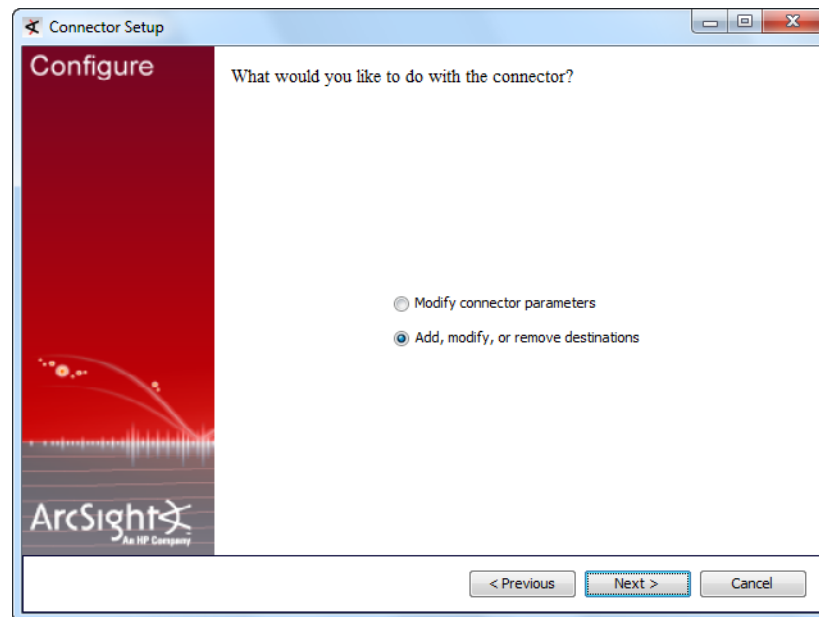 Connector Setup
Configure
What would you like to do with the connector?
Modify connector parameters
Add, modify, or remove destinations
ArcSight
An HP Company
< Previous
Next >
Cancel